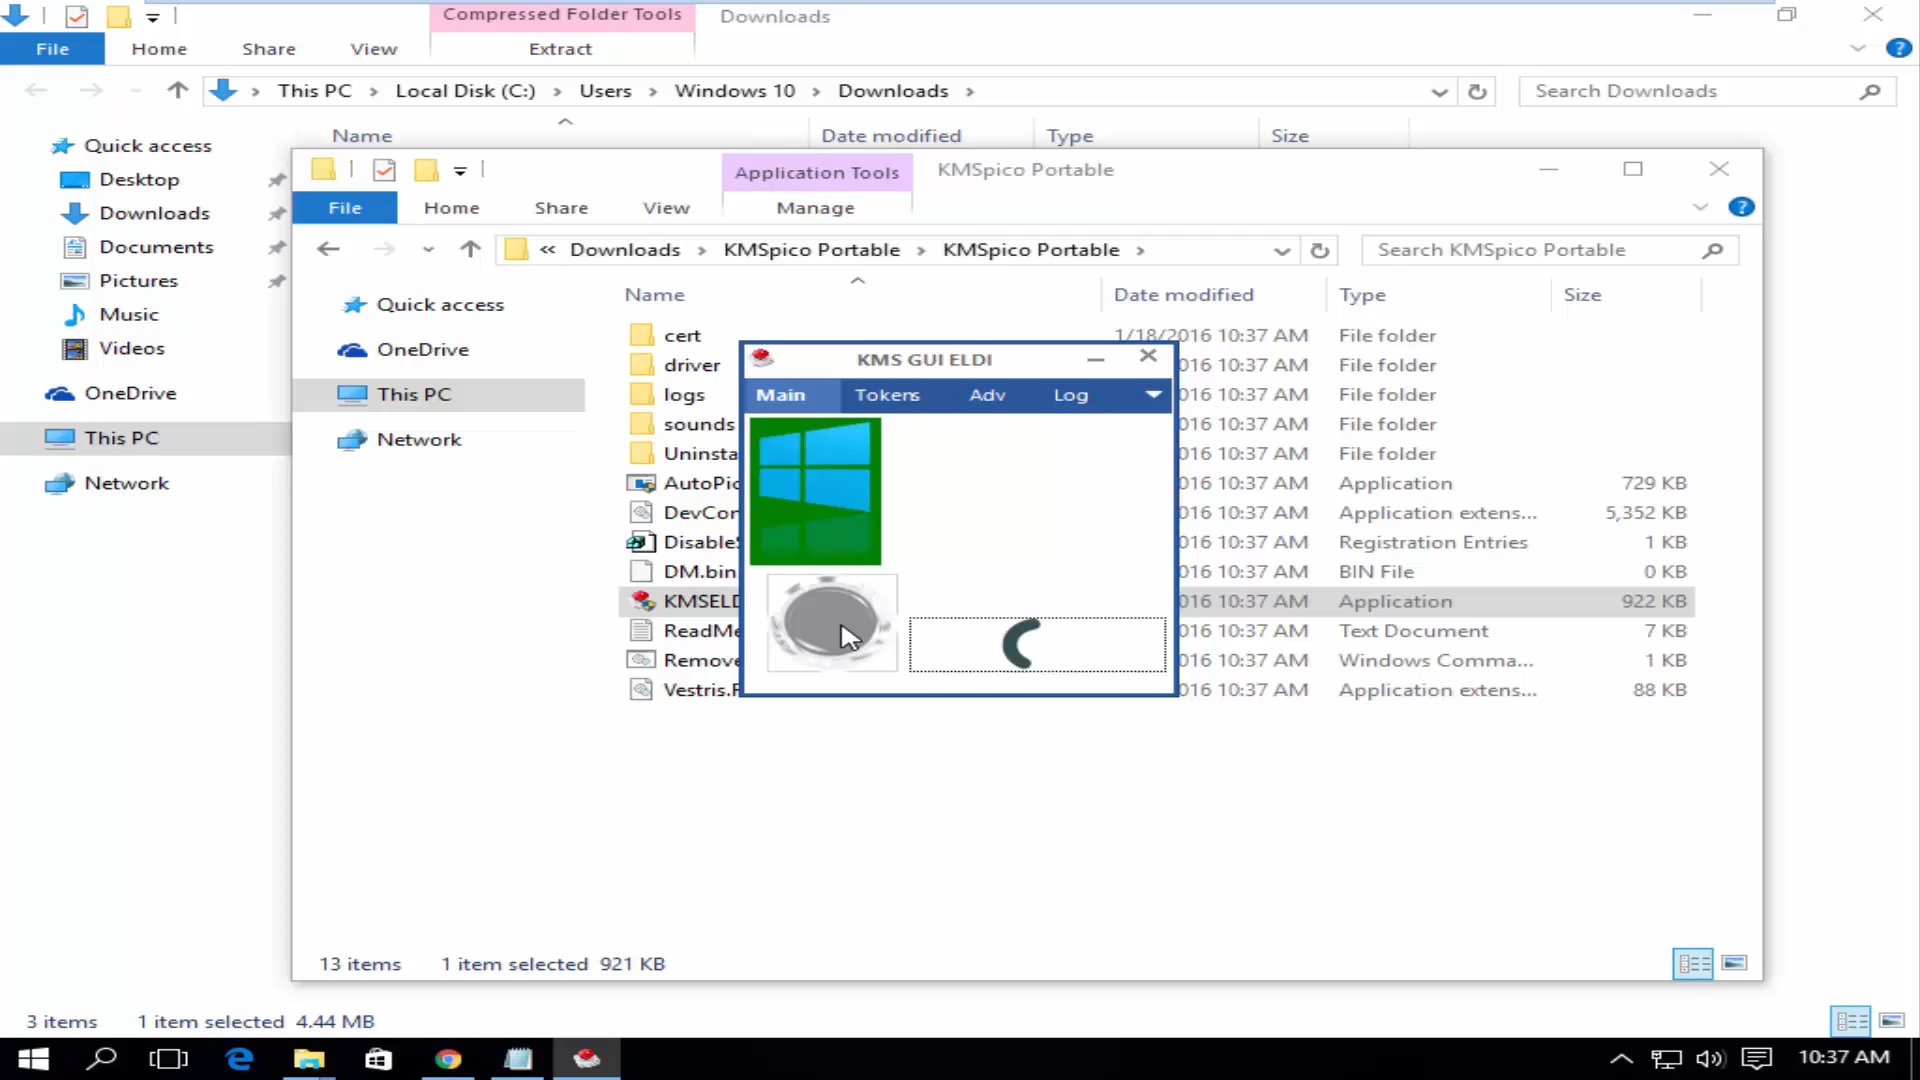 Compressed Folder Tools Downloads
File Home Share View Extract
This PC Local Disk (C:) Users Windows 10 Downloads Search Downloads
Name Date modified Type Size
Quick access
Desktop
Downloads
Documents
Pictures
Music
Videos
OneDrive
This PC
Network
Application Tools KMSpico Portable
File Home Share View Manage
« Downloads KMSpico Portable KMSpico Portable Search KMSpico Portable
Quick access
OneDrive
This PC
Network
Name Date modified Type Size
cert 1/18/2016 10:37 AM File folder
driver 016 10:37 AM File folder
logs 016 10:37 AM File folder
sounds 016 10:37 AM File folder
Uninsta 016 10:37 AM File folder
AutoPic 016 10:37 AM Application 729 KB
DevCon 016 10:37 AM Application extens... 5,352 KB
Disable 016 10:37 AM Registration Entries 1 KB
DM.bin 016 10:37 AM BIN File 0 KB
KMSELD 016 10:37 AM Application 922 KB
ReadMe 016 10:37 AM Text Document 7 KB
Remove 016 10:37 AM Windows Comma... 1 KB
Vestris.R 016 10:37 AM Application extens... 88 KB
KMS GUI ELDI
Main Tokens Adv Log
13 items 1 item selected 921 KB
3 items 1 item selected 4.44 MB
10:37 AM